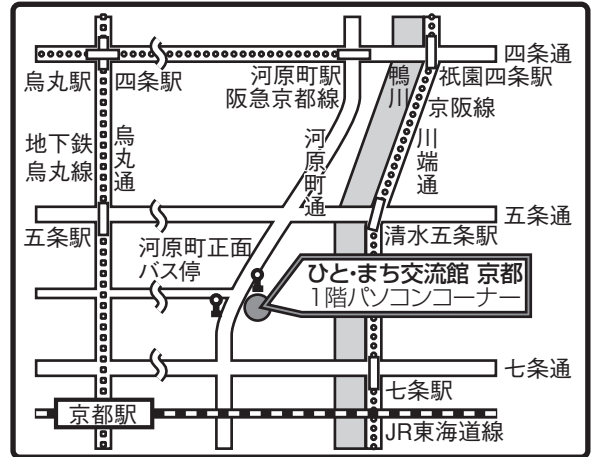 四条通
烏丸駅
四条駅
河原町駅
阪急京都線
鴨川
祇園四条駅
京阪線
川端通
地下鉄
烏丸線
烏丸通
河原町通
五条通
五条駅
清水五条駅
河原町正面
バス停
ひと・まち交流館 京都
1階パソコンコーナー
七条通
七条駅
京都駅
JR東海道線